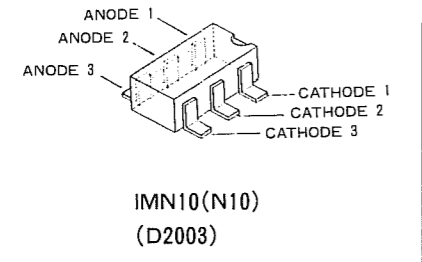 ANODE 1
ANODE 2
ANODE 3
CATHODE 1
CATHODE 2
CATHODE 3
IMN10(N10)
(D2003)